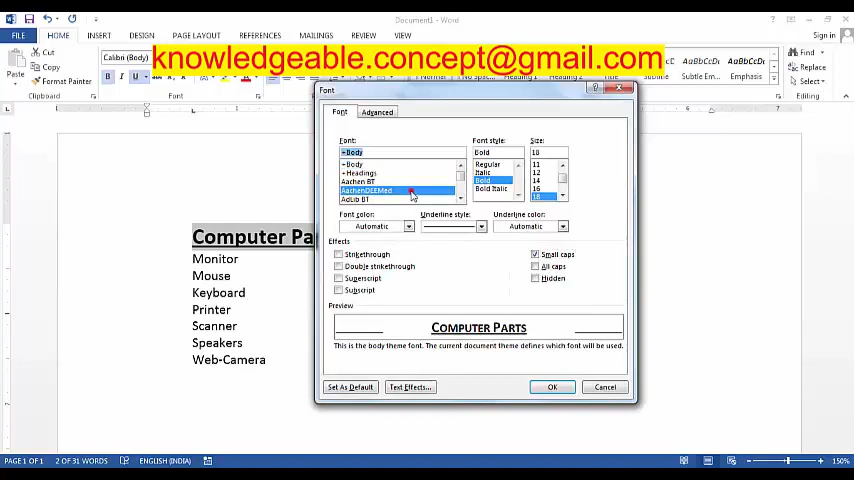 Document1 - Word
FILE HOME INSERT DESIGN PAGE LAYOUT REFERENCES MAILINGS REVIEW VIEW Sign in
Cut
Copy
Format Painter
Paste
Clipboard
Calibri (Body)
B I U
knowledgeable.concept@gmail.com
Heading 1
Subtle Em...
Emphasis
Find
Replace
Select
Editing
Computer Pa
Monitor
Mouse
Keyboard
Printer
Scanner
Speakers
Web-Camera
Font
Font Advanced
Font: Font style: Size:
+Body Bold 18
+Body
+Headings
Aachen BT
AachenDEEMed
AdLib BT
Regular
Italic
Bold
Bold Italic
11
12
14
16
18
Font color: Underline style: Underline color:
Automatic Automatic
Effects
Strikethrough
Double strikethrough
Superscript
Subscript
Small caps
All caps
Hidden
Preview
COMPUTER PARTS
This is the body theme font. The current document theme defines which font will be used.
Set As Default Text Effects... OK Cancel
PAGE 1 OF 1 2 OF 31 WORDS ENGLISH (INDIA) 150%